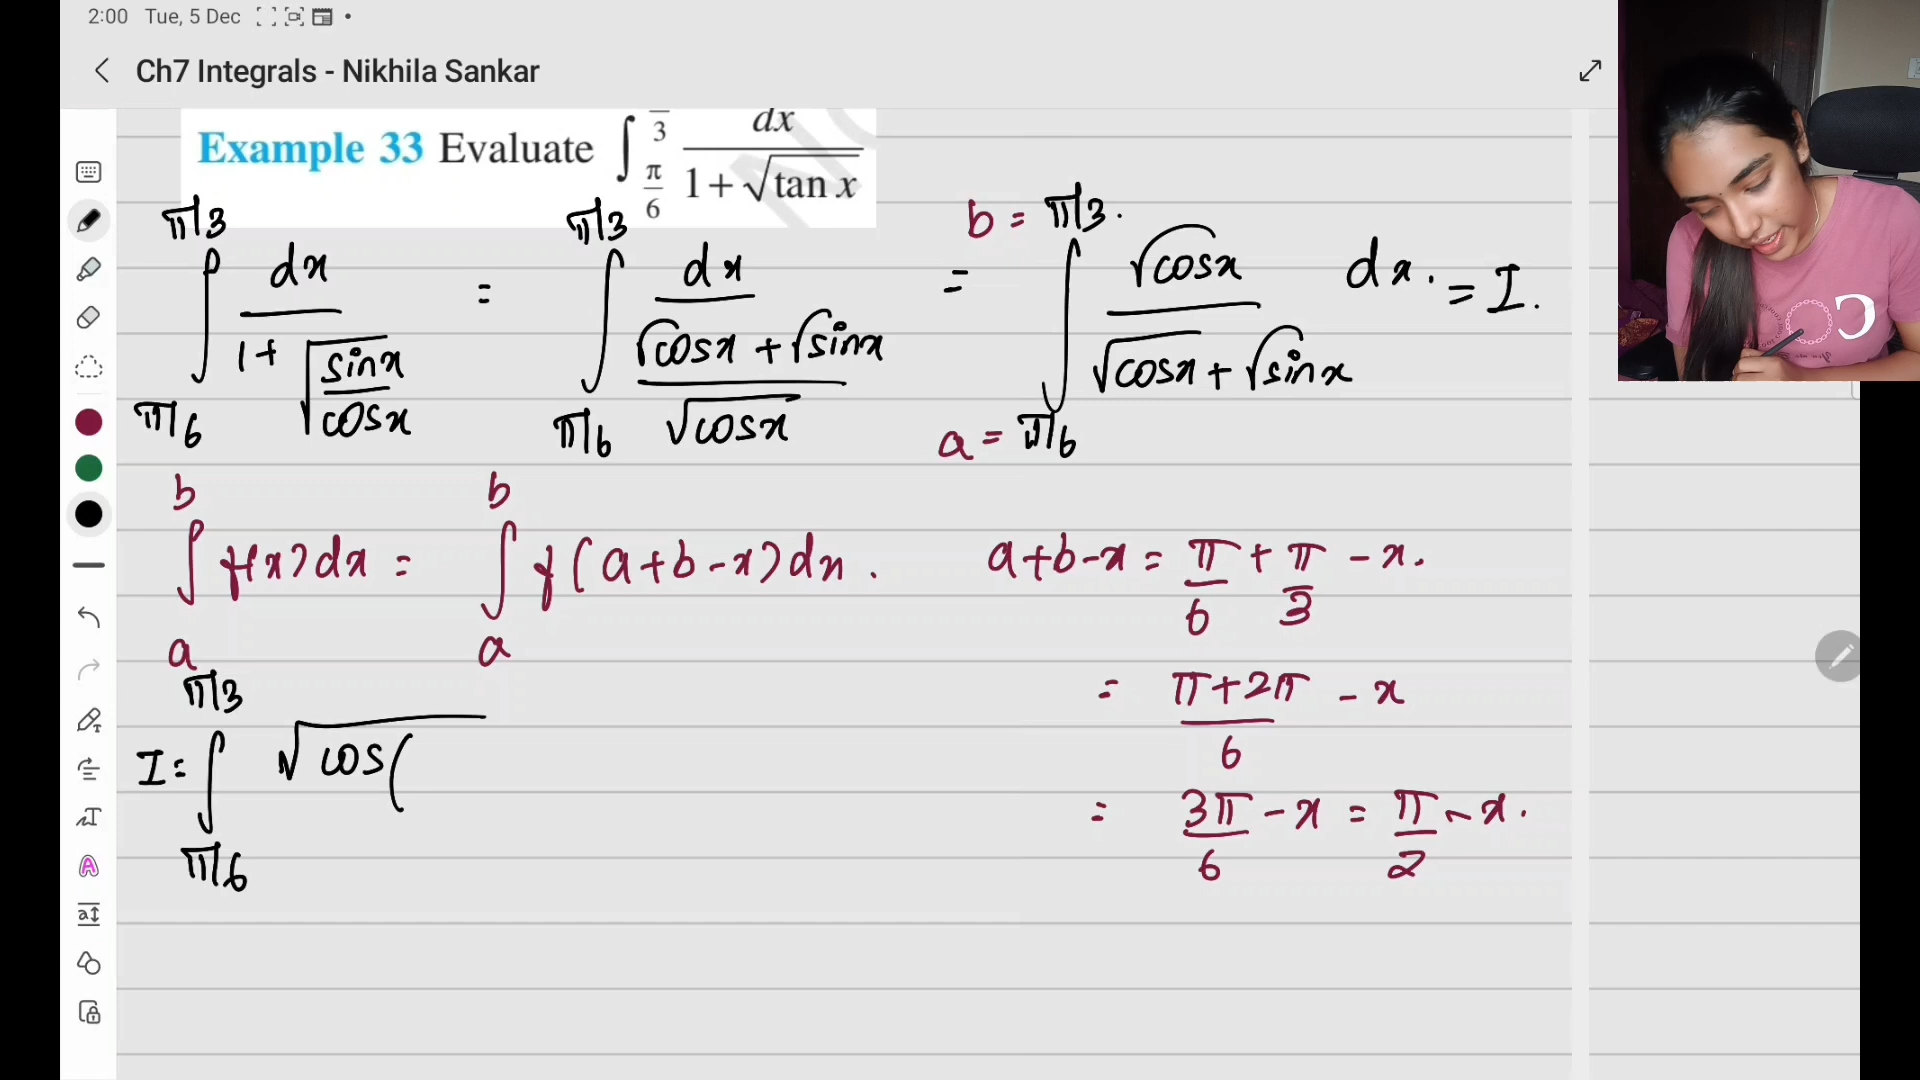 2:00 Tue, 5 Dec
Ch7 Integrals - Nikhila Sankar
Example 33 Evaluate ∫ π/6 3 dx / 1+√tan x
∫ π/6 π/3 dx / 1+ √(sinx / cosx) = ∫ π/6 π/3 dx / ((√cosx + √sinx) / √cosx) = ∫ a = π/6 b = π/3. √cosx / (√cosx + √sinx) dx. = I.
∫ a b f(x)dx = ∫ a b f(a+b-x)dx.
a+b-x = π/6 + π/3 - x.
= (π+2π)/6 - x
= 3π/6 - x = π/2 - x.
I = ∫ π/6 π/3 √cos(